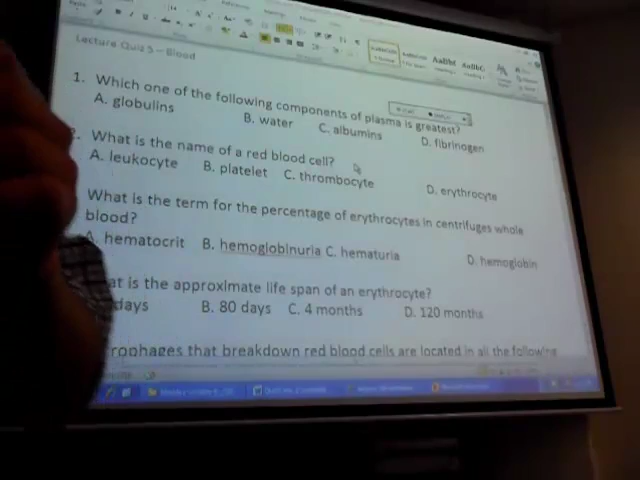 Lecture Quiz 5 – Blood
1. Which one of the following components of plasma is greatest?
A. globulins B. water C. albumins D. fibrinogen
What is the name of a red blood cell?
A. leukocyte B. platelet C. thrombocyte D. erythrocyte
What is the term for the percentage of erythrocytes in centrifuges whole
blood?
A. hematocrit B. hemoglobinuria C. hematuria D. hemoglobin
is the approximate life span of an erythrocyte?
days B. 80 days C. 4 months D. 120 months
that breakdown red blood cells are located in all the following